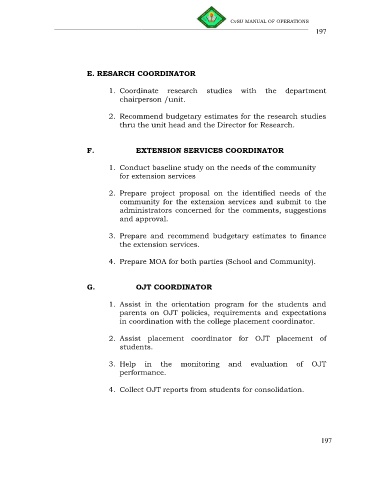 CvSU MANUAL OF OPERATIONS
197
E. RESARCH COORDINATOR
1. Coordinate research studies with the department
chairperson /unit.
2. Recommend budgetary estimates for the research studies
thru the unit head and the Director for Research.
F. EXTENSION SERVICES COORDINATOR
1. Conduct baseline study on the needs of the community
for extension services
2. Prepare project proposal on the identified needs of the
community for the extension services and submit to the
administrators concerned for the comments, suggestions
and approval.
3. Prepare and recommend budgetary estimates to finance
the extension services.
4. Prepare MOA for both parties (School and Community).
G. OJT COORDINATOR
1. Assist in the orientation program for the students and
parents on OJT policies, requirements and expectations
in coordination with the college placement coordinator.
2. Assist placement coordinator for OJT placement of
students.
3. Help in the monitoring and evaluation of OJT
performance.
4. Collect OJT reports from students for consolidation.
197